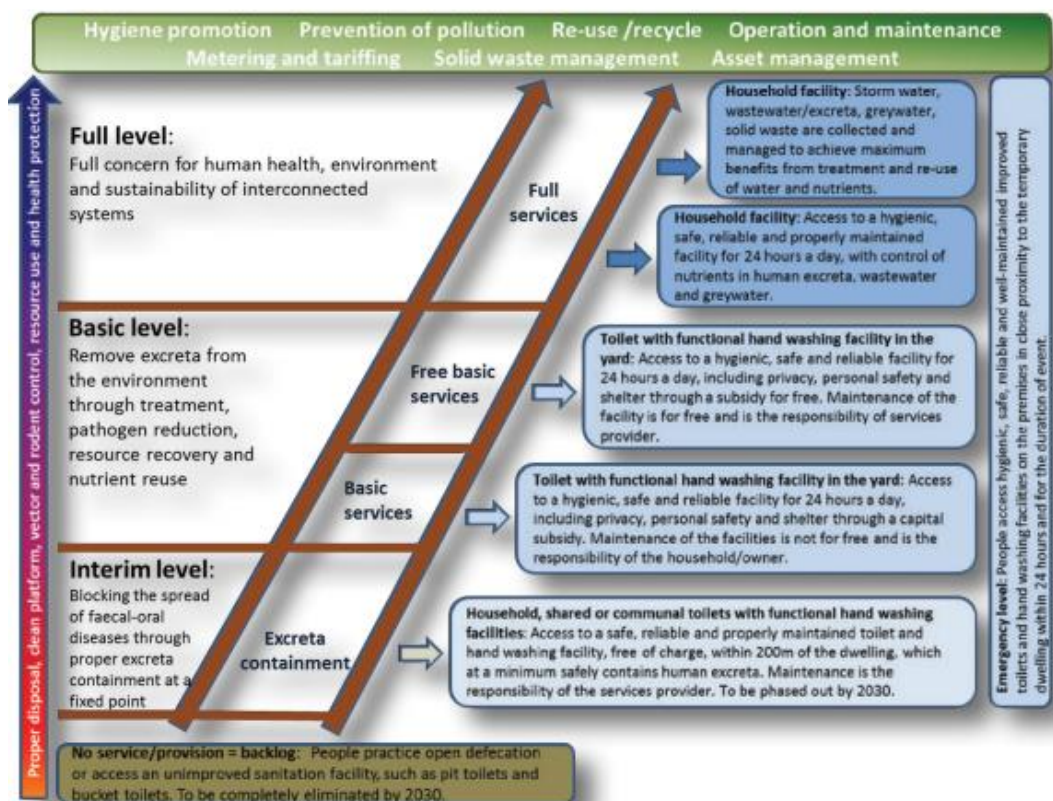 Hygiene promotion Prevention of pollution Re-use /recycle Operation and maintenance
Metering and tariffing Solid waste management Asset management
Proper disposal, clean platform, vector and rodent control, resource use and health protection
Full level:
Full concern for human health, environment
and sustainability of interconnected
systems
Full
services
Household facility: Storm water,
wastewater/excreta, greywater,
solid waste are collected and
managed to achieve maximum
benefits from treatment and re-use
of water and nutrients.
Household facility: Access to a hygienic,
safe, reliable and properly maintained
facility for 24 hours a day, with control of
nutrients in human excreta, wastewater
and greywater.
Basic level:
Remove excreta from
the environment
through treatment,
pathogen reduction,
resource recovery and
nutrient reuse
Free basic
services
Toilet with functional hand washing facility in the
yard: Access to a hygienic, safe and reliable facility for
24 hours a day, including privacy, personal safety and
shelter through a subsidy for free. Maintenance of the
facility is for free and is the responsibility of services
provider.
Basic
services
Toilet with functional hand washing facility in the yard: Access
to a hygienic, safe and reliable facility for 24 hours a day,
including privacy, personal safety and shelter through a capital
subsidy. Maintenance of the facilities is not for free and is the
responsibility of the household/owner.
Interim level:
Blocking the spread
of faecal-oral
diseases through
proper excreta
containment at a
fixed point
Excreta
containment
Household, shared or communal toilets with functional hand washing
facilities: Access to a safe, reliable and properly maintained toilet and
hand washing facility, free of charge, within 200m of the dwelling, which
at a minimum safely contains human excreta. Maintenance is the
responsibility of the services provider. To be phased out by 2030.
No service/provision = backlog: People practice open defecation
or access an unimproved sanitation facility, such as pit toilets and
bucket toilets. To be completely eliminated by 2030.
Emergency level: People access hygienic, safe, reliable and well-maintained improved
toilets and hand washing facilities on the premises in close proximity to the temporary
dwelling within 24 hours and for the duration of event.